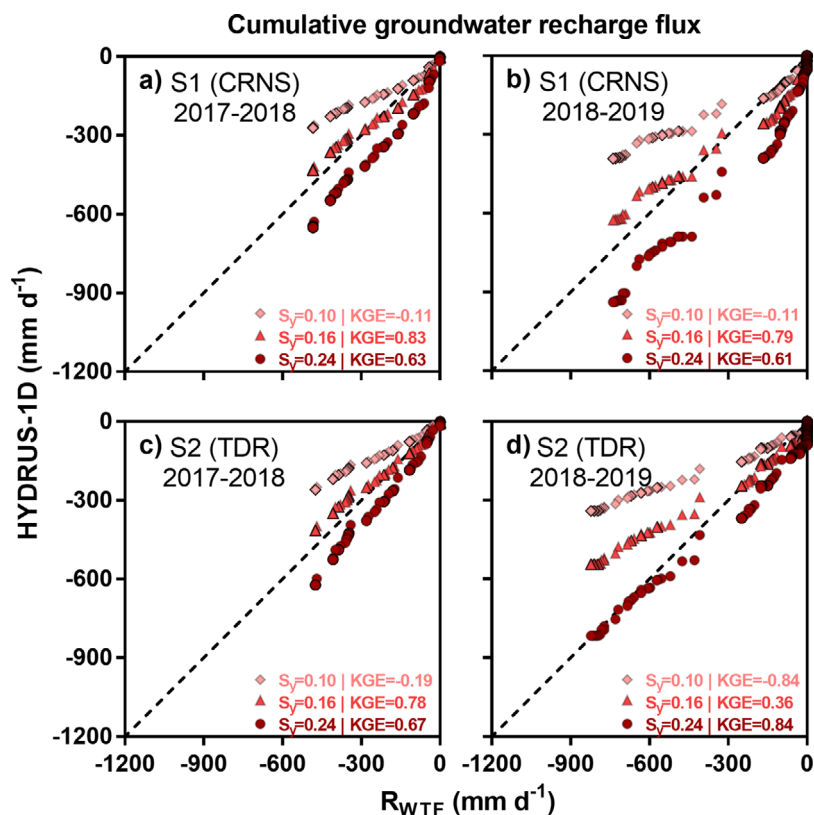 Cumulative groundwater recharge flux
0
-300
-600
-900
-1200
HYDRUS-1D (mm d⁻¹)
a) S1 (CRNS)
2017-2018
Sy=0.10 | KGE=-0.11
Sy=0.16 | KGE=0.83
Sy=0.24 | KGE=0.63
b) S1 (CRNS)
2018-2019
Sy=0.10 | KGE=-0.11
Sy=0.16 | KGE=0.79
Sy=0.24 | KGE=0.61
0
-300
-600
-900
-1200
c) S2 (TDR)
2017-2018
Sy=0.10 | KGE=-0.19
Sy=0.16 | KGE=0.78
Sy=0.24 | KGE=0.67
d) S2 (TDR)
2018-2019
Sy=0.10 | KGE=-0.84
Sy=0.16 | KGE=0.36
Sy=0.24 | KGE=0.84
-1200 -900 -600 -300 0
-1200 -900 -600 -300 0
RWTF (mm d⁻¹)